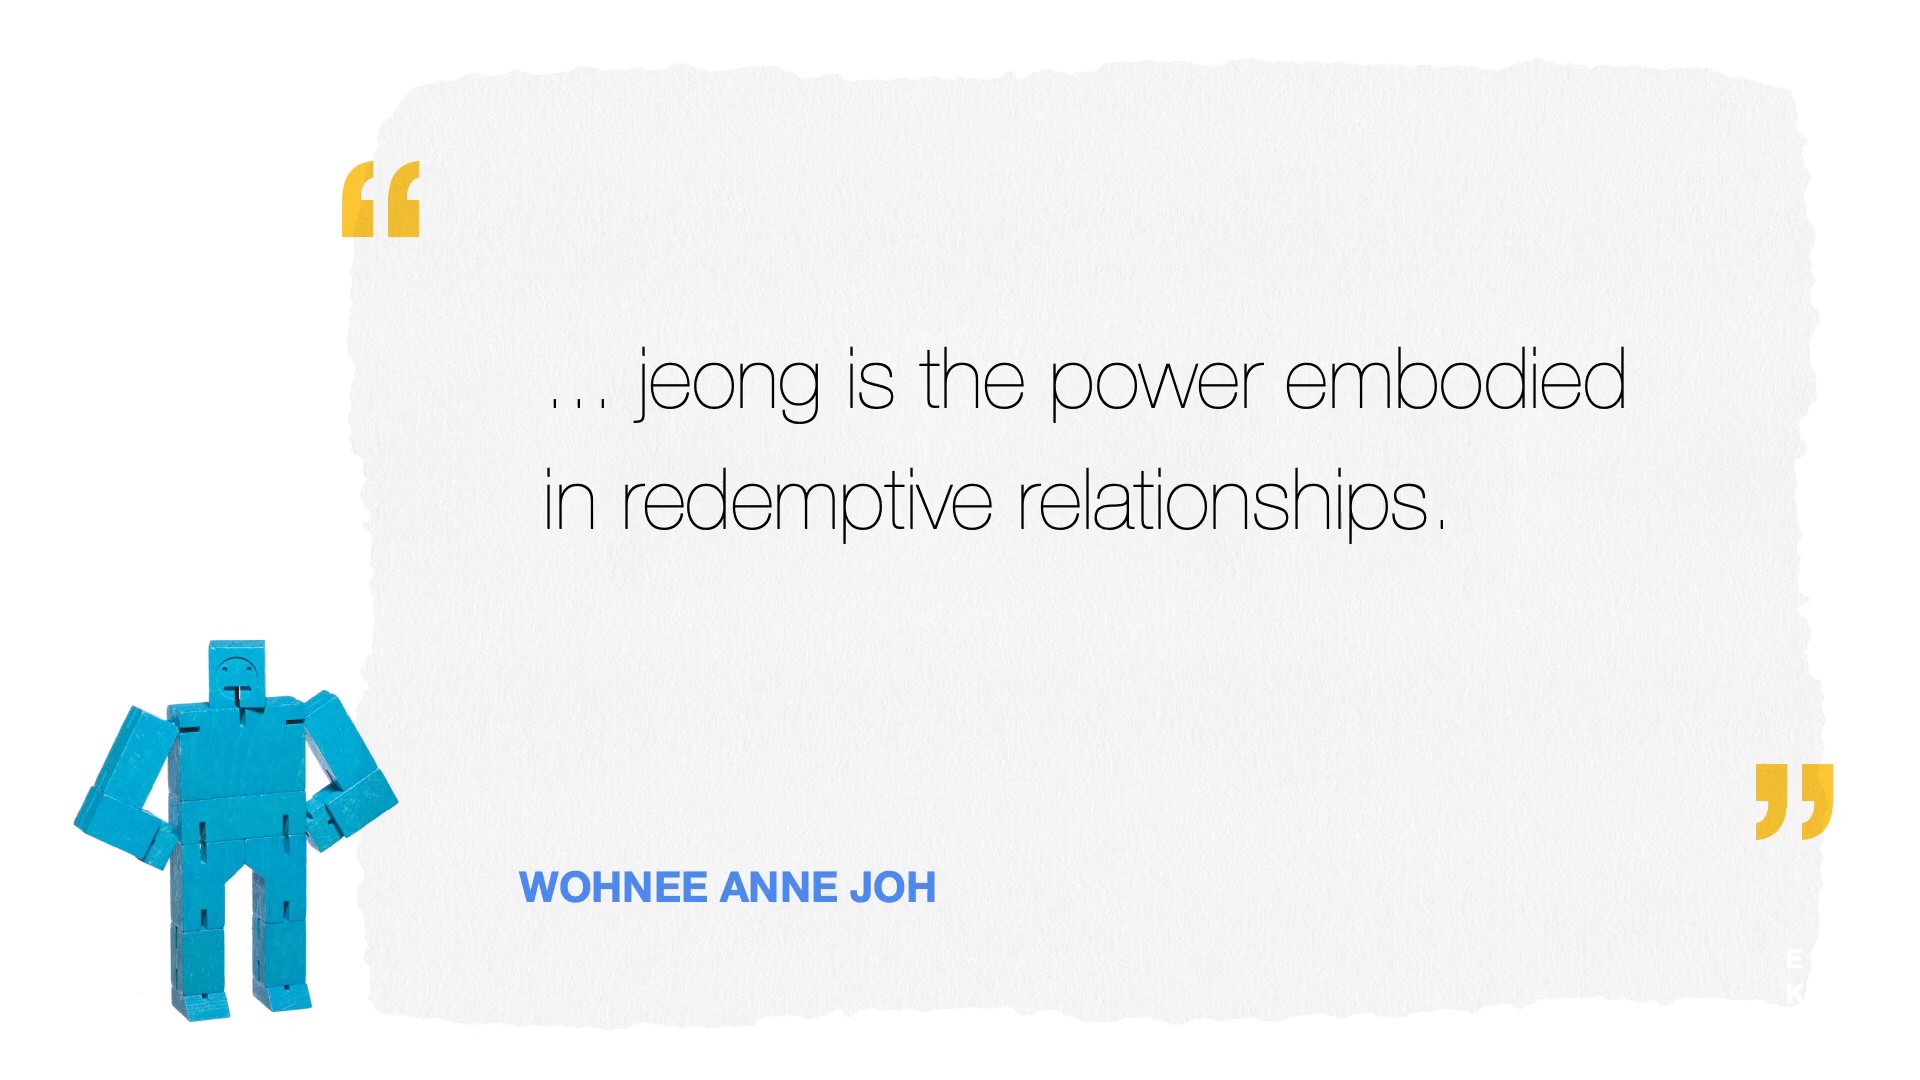 “
... jeong is the power embodied
in redemptive relationships.
”
WOHNEE ANNE JOH
E
K